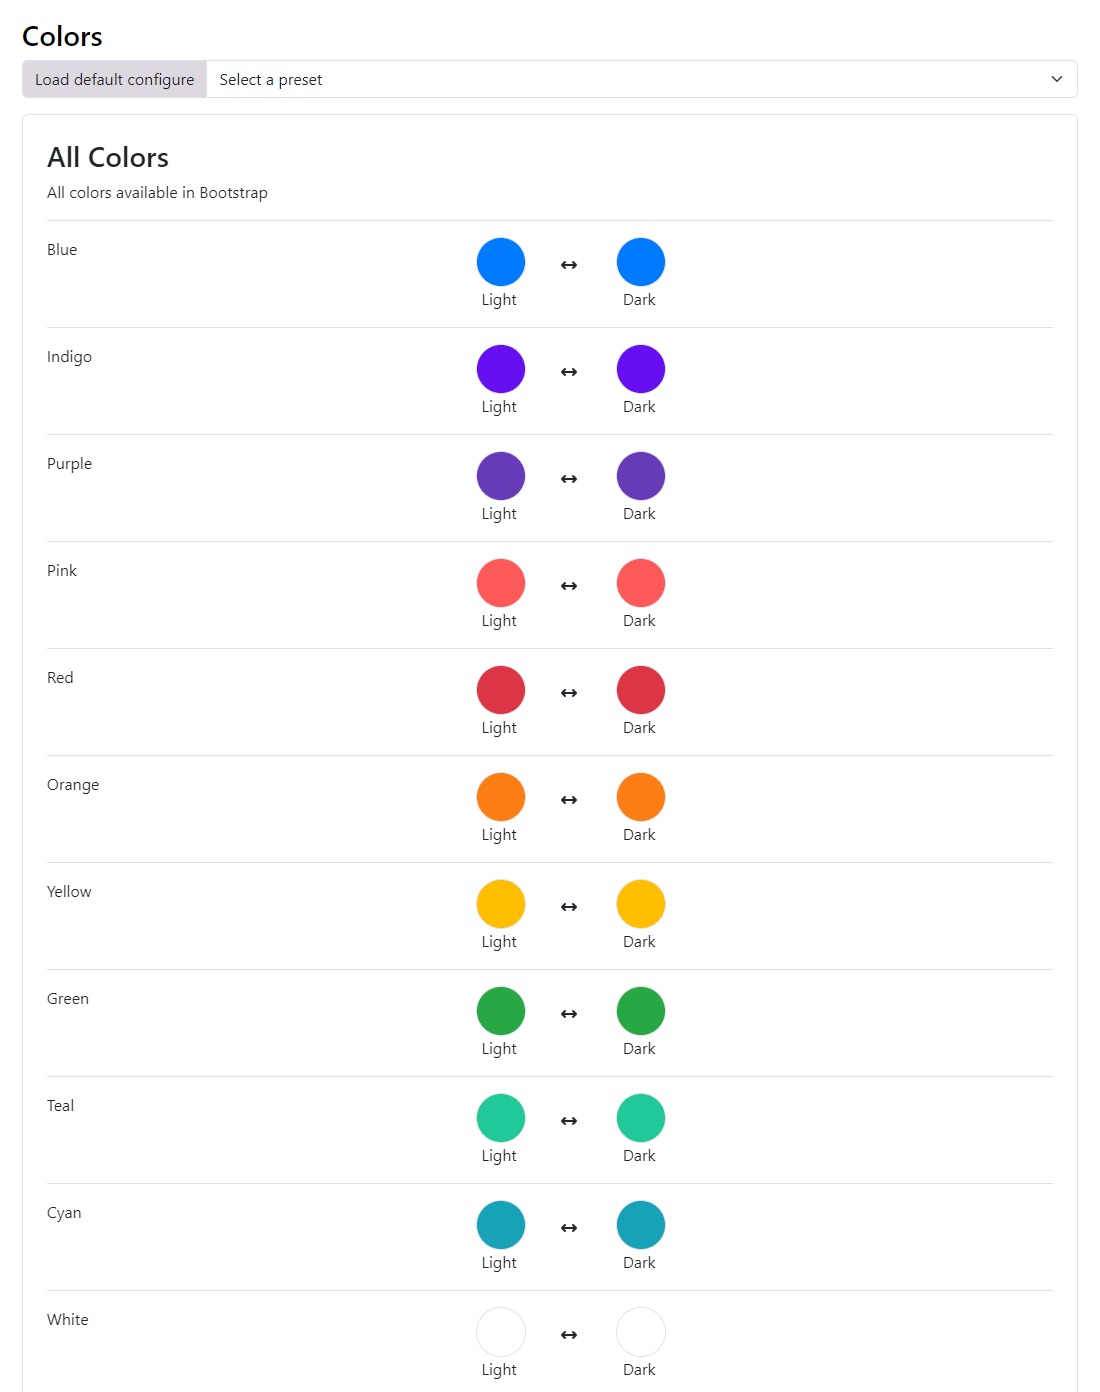 Colors
Load default configure Select a preset
All Colors
All colors available in Bootstrap
Blue
Light Dark
Indigo
Light Dark
Purple
Light Dark
Pink
Light Dark
Red
Light Dark
Orange
Light Dark
Yellow
Light Dark
Green
Light Dark
Teal
Light Dark
Cyan
Light Dark
White
Light Dark